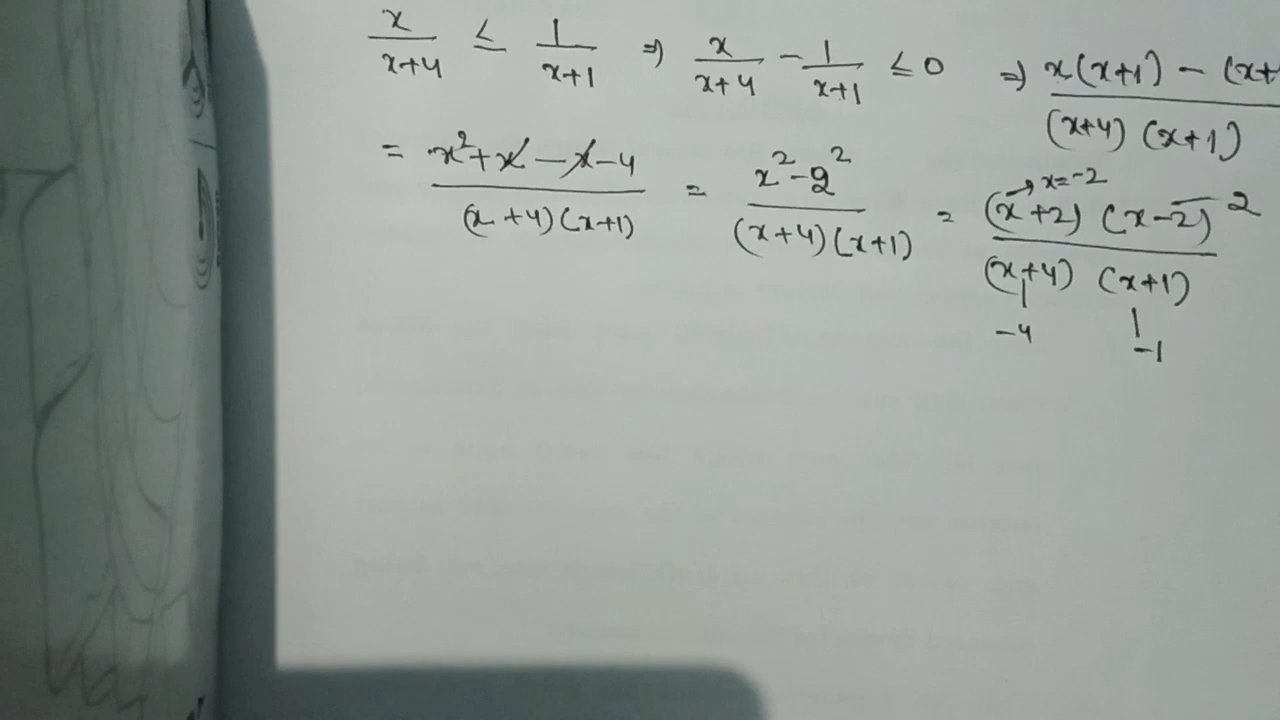 x/(x+4) ≤ 1/(x+1) ⇒ x/(x+4) - 1/(x+1) ≤ 0 ⇒ x(x+1) - (x+ / (x+4) (x+1)
= x²+x-x-4 / (x+4)(x+1) = x²-2² / (x+4)(x+1) = (x+2) (x-2) / (x+4) (x+1)
→ x=-2
2
-4 -1